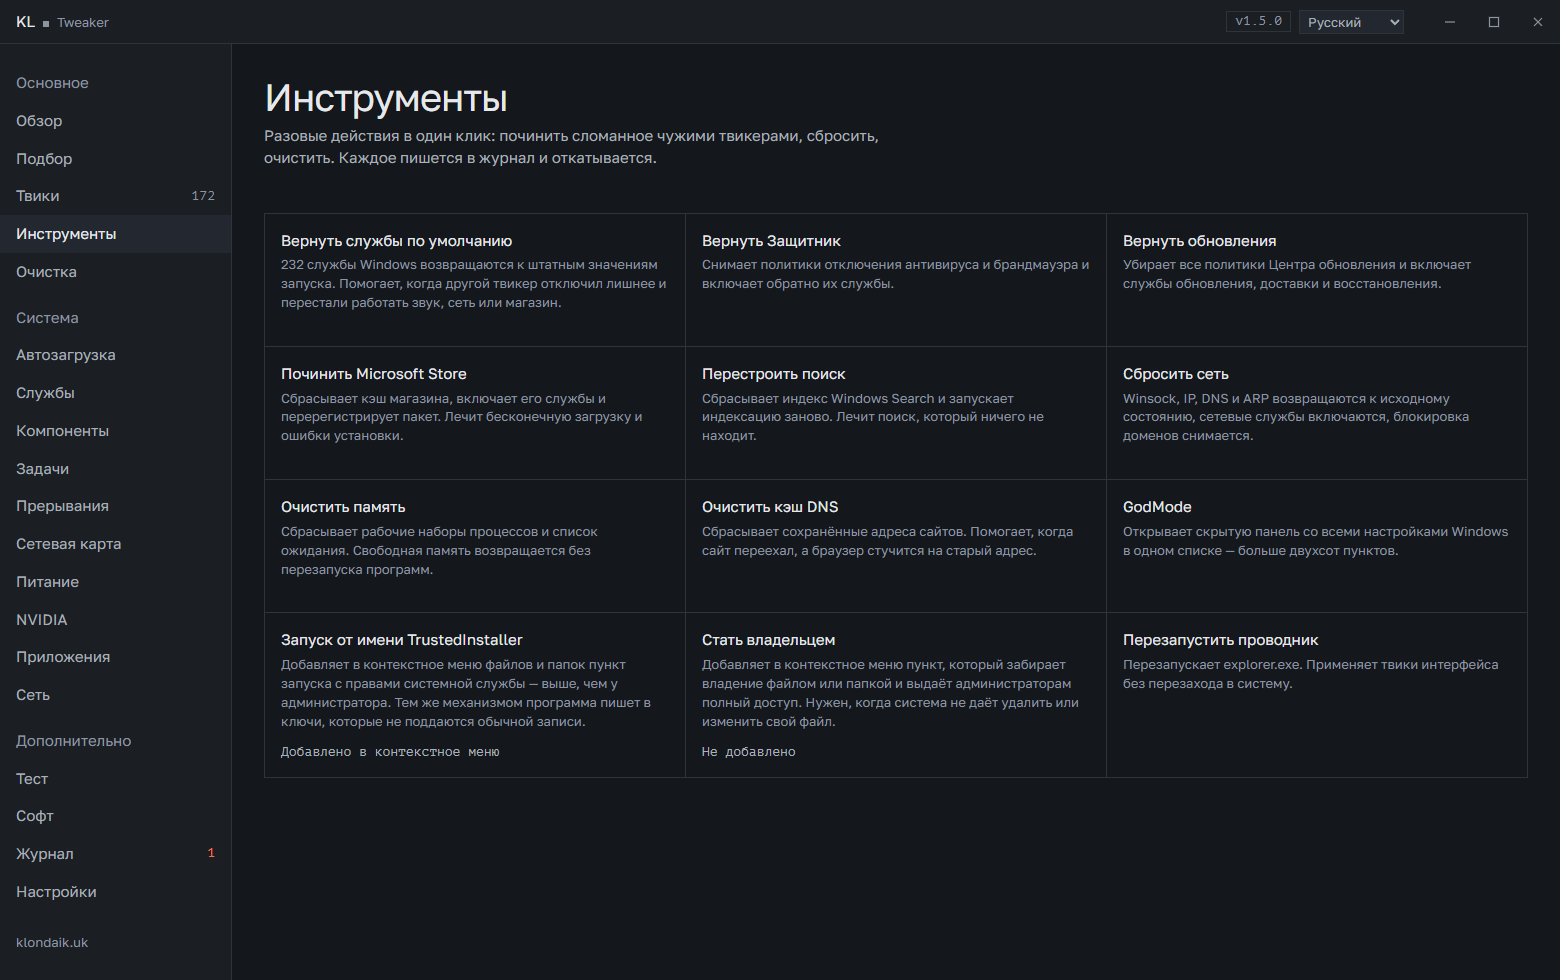 KL Tweaker
v1.5.0
Русский
Основное
Обзор
Подбор
Твики 172
Инструменты
Очистка
Система
Автозагрузка
Службы
Компоненты
Задачи
Прерывания
Сетевая карта
Питание
NVIDIA
Приложения
Сеть
Дополнительно
Тест
Софт
Журнал 1
Настройки
klondaik.uk
Инструменты
Разовые действия в один клик: починить сломанное чужими твикерами, сбросить,
очистить. Каждое пишется в журнал и откатывается.
Вернуть службы по умолчанию
232 службы Windows возвращаются к штатным значениям
запуска. Помогает, когда другой твикер отключил лишнее и
перестали работать звук, сеть или магазин.
Вернуть Защитник
Снимает политики отключения антивируса и брандмауэра и
включает обратно их службы.
Вернуть обновления
Убирает все политики Центра обновления и включает
службы обновления, доставки и восстановления.
Починить Microsoft Store
Сбрасывает кэш магазина, включает его службы и
перерегистрирует пакет. Лечит бесконечную загрузку и
ошибки установки.
Перестроить поиск
Сбрасывает индекс Windows Search и запускает
индексацию заново. Лечит поиск, который ничего не
находит.
Сбросить сеть
Winsock, IP, DNS и ARP возвращаются к исходному
состоянию, сетевые службы включаются, блокировка
доменов снимается.
Очистить память
Сбрасывает рабочие наборы процессов и список
ожидания. Свободная память возвращается без
перезапуска программ.
Очистить кэш DNS
Сбрасывает сохранённые адреса сайтов. Помогает, когда
сайт переехал, а браузер стучится на старый адрес.
GodMode
Открывает скрытую панель со всеми настройками Windows
в одном списке — больше двухсот пунктов.
Запуск от имени TrustedInstaller
Добавляет в контекстное меню файлов и папок пункт
запуска с правами системной службы — выше, чем у
администратора. Тем же механизмом программа пишет в
ключи, которые не поддаются обычной записи.
Добавлено в контекстное меню
Стать владельцем
Добавляет в контекстное меню пункт, который забирает
владение файлом или папкой и выдаёт администраторам
полный доступ. Нужен, когда система не даёт удалить или
изменить свой файл.
Не добавлено
Перезапустить проводник
Перезапускает explorer.exe. Применяет твики интерфейса
без перезахода в систему.